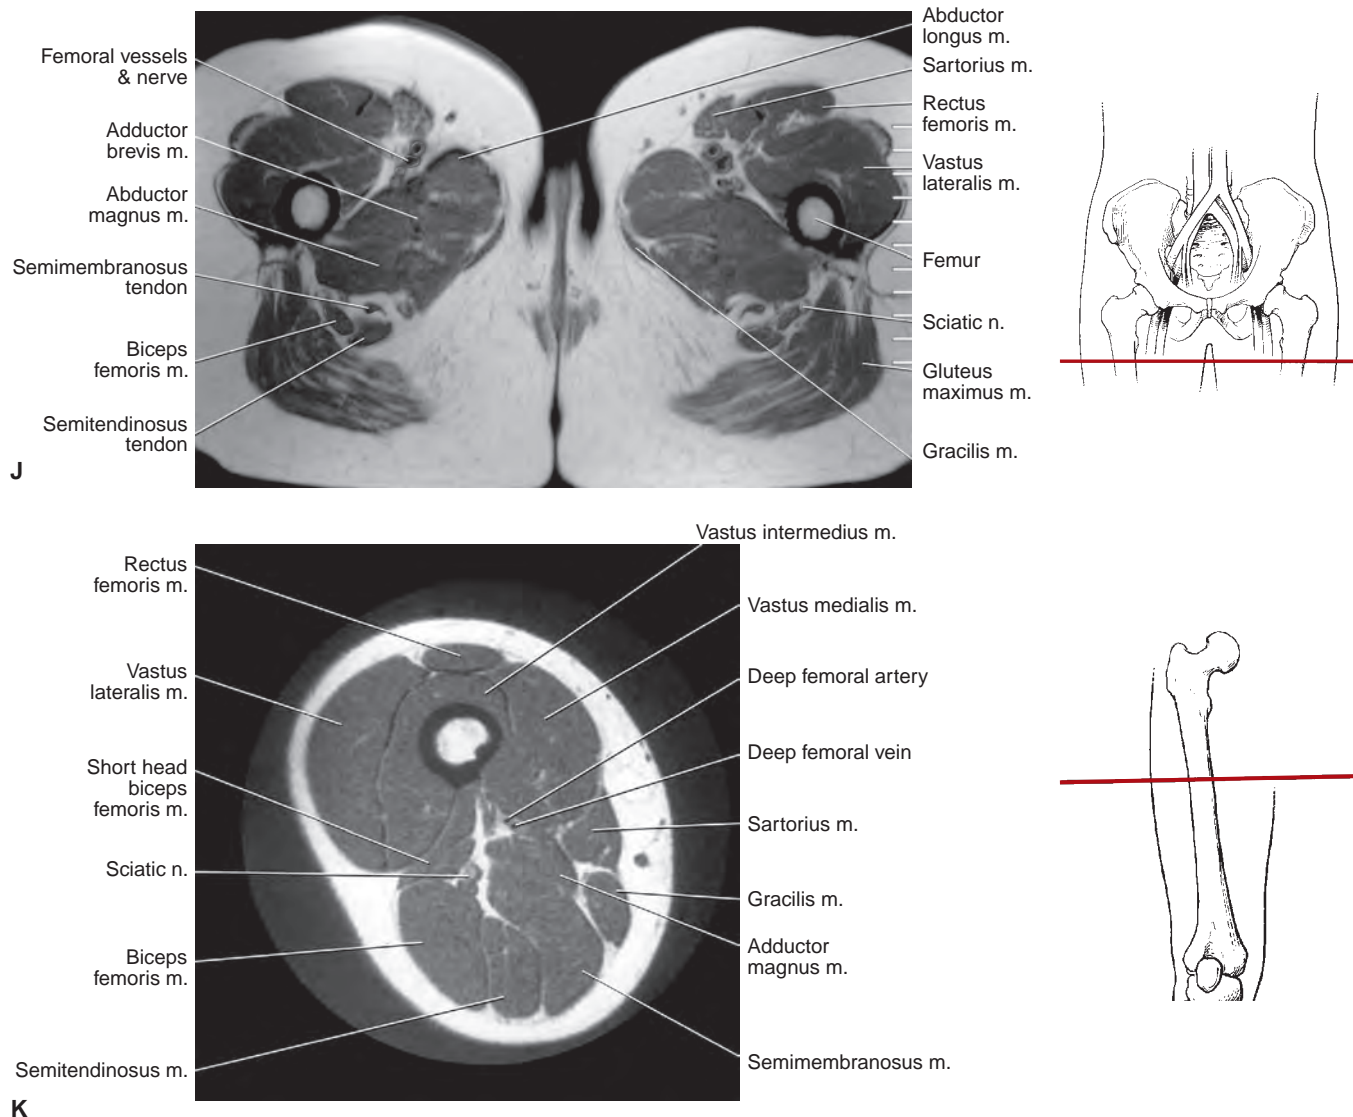 Femoral vessels
& nerve
Adductor
brevis m.
Abductor
magnus m.
Semimembranosus
tendon
Biceps
femoris m.
Semitendinosus
tendon
J
Abductor
longus m.
Sartorius m.
Rectus
femoris m.
Vastus
lateralis m.
Femur
Sciatic n.
Gluteus
maximus m.
Gracilis m.
Rectus
femoris m.
Vastus
lateralis m.
Short head
biceps
femoris m.
Sciatic n.
Biceps
femoris m.
Semitendinosus m.
K
Vastus intermedius m.
Vastus medialis m.
Deep femoral artery
Deep femoral vein
Sartorius m.
Gracilis m.
Adductor
magnus m.
Semimembranosus m.